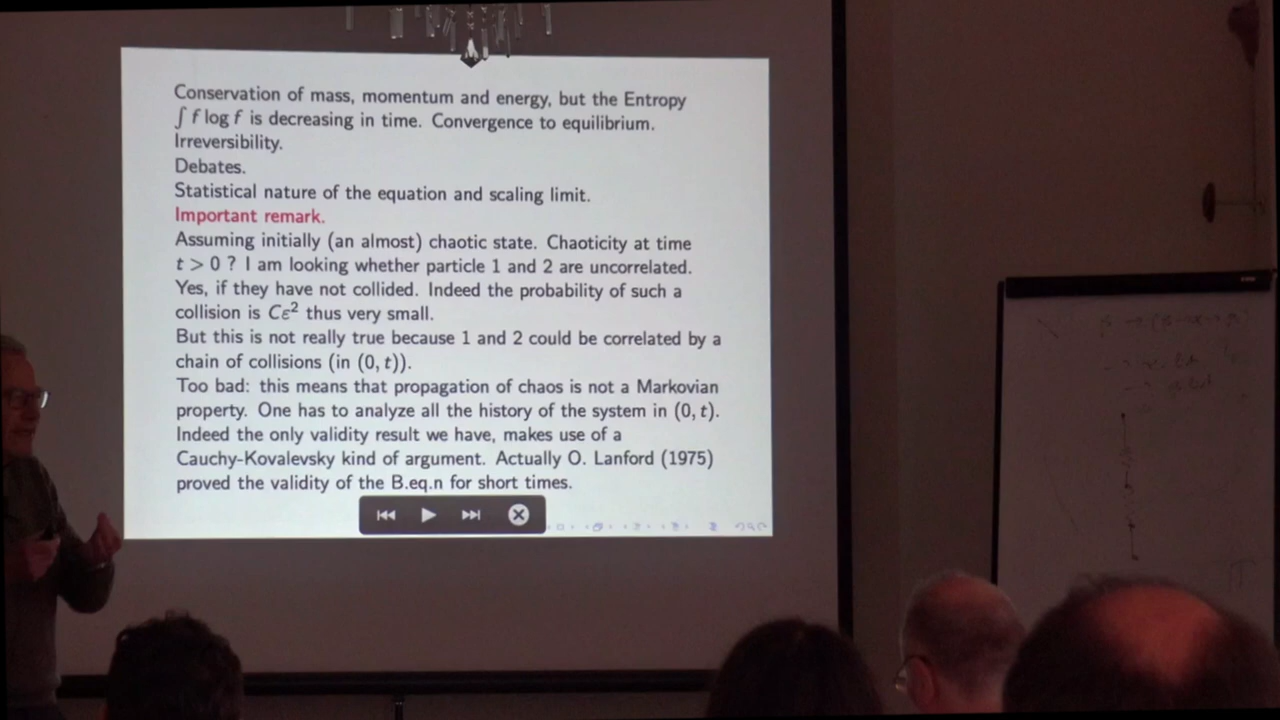 Conservation of mass, momentum and energy, but the Entropy
∫ f log f is decreasing in time. Convergence to equilibrium.
Irreversibility.
Debates.
Statistical nature of the equation and scaling limit.
Important remark.
Assuming initially (an almost) chaotic state. Chaoticity at time
t > 0 ? I am looking whether particle 1 and 2 are uncorrelated.
Yes, if they have not collided. Indeed the probability of such a
collision is Cε² thus very small.
But this is not really true because 1 and 2 could be correlated by a
chain of collisions (in (0, t)).
Too bad: this means that propagation of chaos is not a Markovian
property. One has to analyze all the history of the system in (0, t).
Indeed the only validity result we have, makes use of a
Cauchy-Kovalevsky kind of argument. Actually O. Lanford (1975)
proved the validity of the B.eq.n for short times.